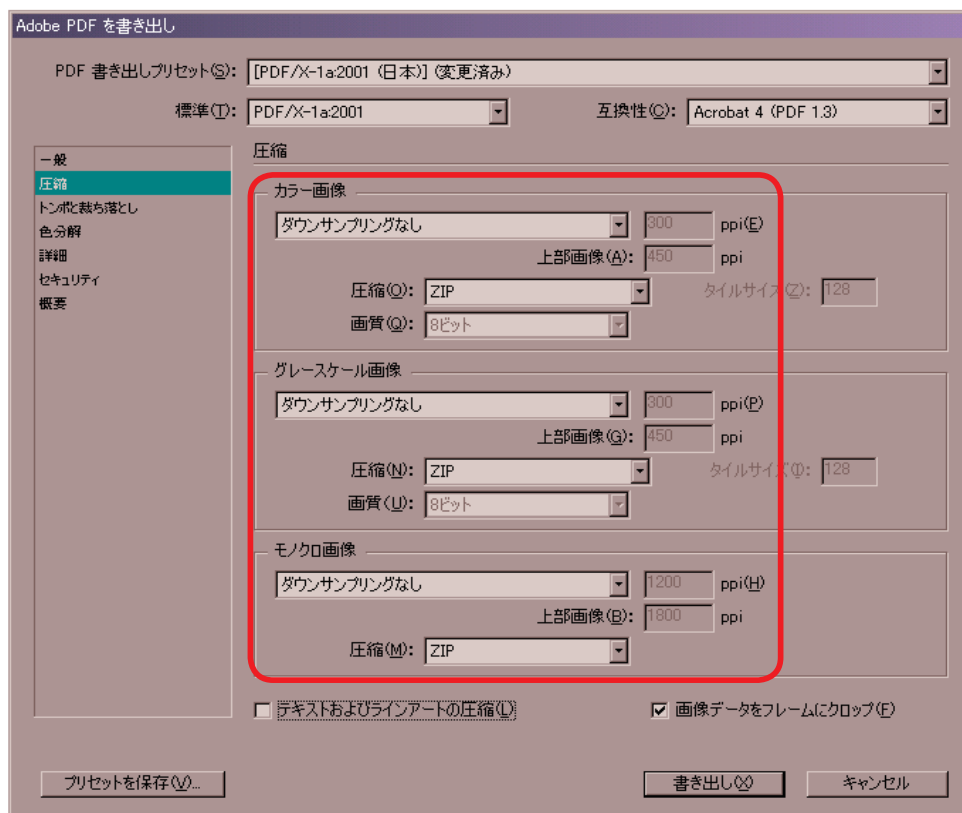 Adobe PDF を書き出し
PDF 書き出しプリセット(S): [PDF/X-1a:2001 (日本)] (変更済み)
標準(T): PDF/X-1a:2001 互換性(C): Acrobat 4 (PDF 1.3)
一般
圧縮
トンボと裁ち落とし
色分解
詳細
セキュリティ
概要
圧縮
カラー画像
ダウンサンプリングなし 300 ppi(E)
上部画像(A): 450 ppi
圧縮(O): ZIP タイルサイズ(Z): 128
画質(Q): 8ビット
グレースケール画像
ダウンサンプリングなし 300 ppi(P)
上部画像(G): 450 ppi
圧縮(N): ZIP タイルサイズ(I): 128
画質(U): 8ビット
モノクロ画像
ダウンサンプリングなし 1200 ppi(H)
上部画像(B): 1800 ppi
圧縮(M): ZIP
テキストおよびラインアートの圧縮(L) 画像データをフレームにクロップ(F)
プリセットを保存(V)... 書き出し(X) キャンセル